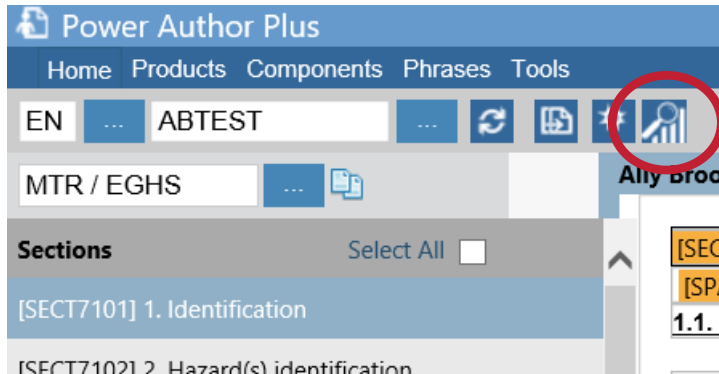 Power Author Plus
Home Products Components Phrases Tools
EN ... ABTEST ...
MTR / EGHS ...
Ally
Sections Select All
[SECT7101] 1. Identification
1.1.
[SECT7102] 2. Hazard(s) identification